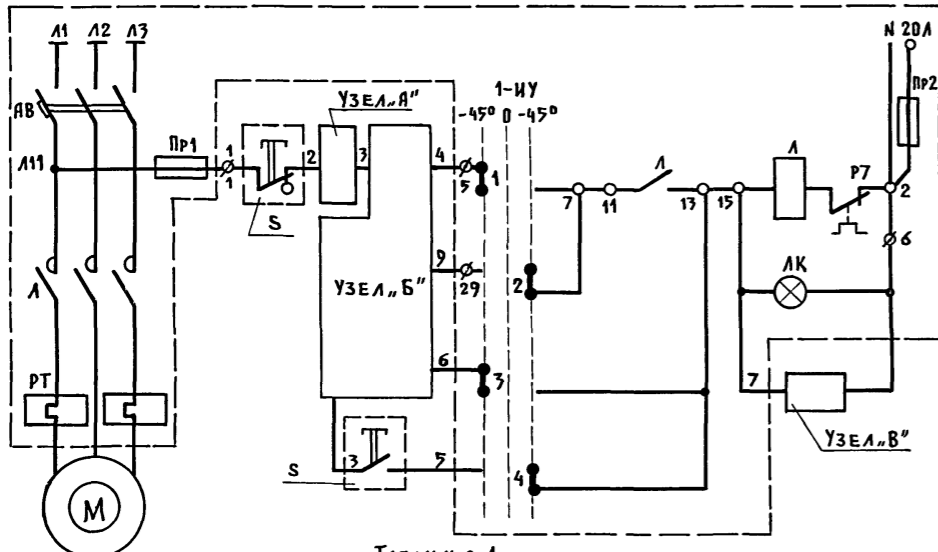 Л1 Л2 Л3
N 20Л
1-ИУ
-45° 0 -45°
АВ
УЗЕЛ „А"
Пр2
Л11
Пр1
1
1
2
3
4
5
1
S
7
11
Л
13
15
Л
Р7
2
6
9
29
2
ЛК
Л
УЗЕЛ „Б"
6
3
РТ
7
УЗЕЛ „В"
3
5
S
4
М